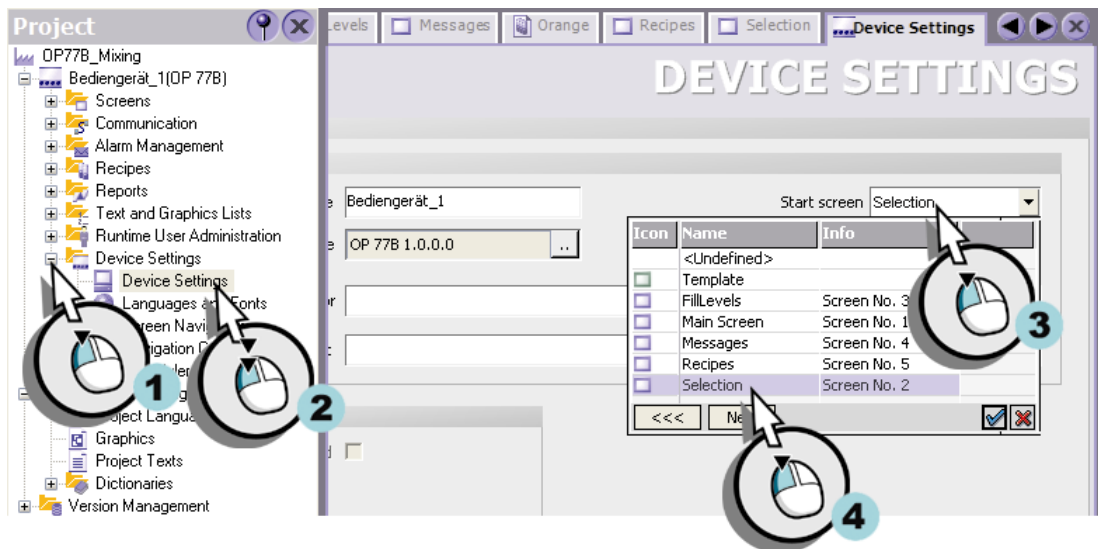 Project
OP77B_Mixing
Bediengerät_1(OP 77B)
Screens
Communication
Alarm Management
Recipes
Reports
Text and Graphics Lists
Runtime User Administration
Device Settings
Device Settings
Languages Fonts
Screen
Graphics
Project Texts
Dictionaries
Version Management
1
2
Messages
Orange
Recipes
Selection
Device Settings
DEVICE SETTINGS
Bediengerät_1
Start screen Selection
OP 77B 1.0.0.0 ..
Icon Name Info
<Undefined>
Template
FillLevels Screen No. 3
Main Screen Screen No. 1
Messages Screen No. 4
Recipes Screen No. 5
Selection Screen No. 2
<<<
3
4